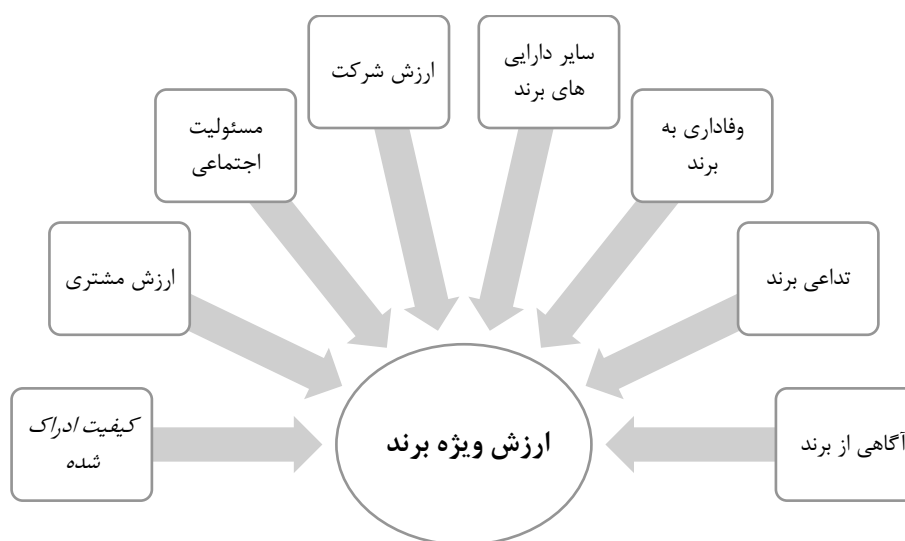 سایر دارایی
های برند
ارزش شرکت
وفاداری به
برند
مسئولیت
اجتماعی
تداعی برند
ارزش مشتری
آگاهی از برند
کیفیت ادراک
شده
ارزش ویژه برند